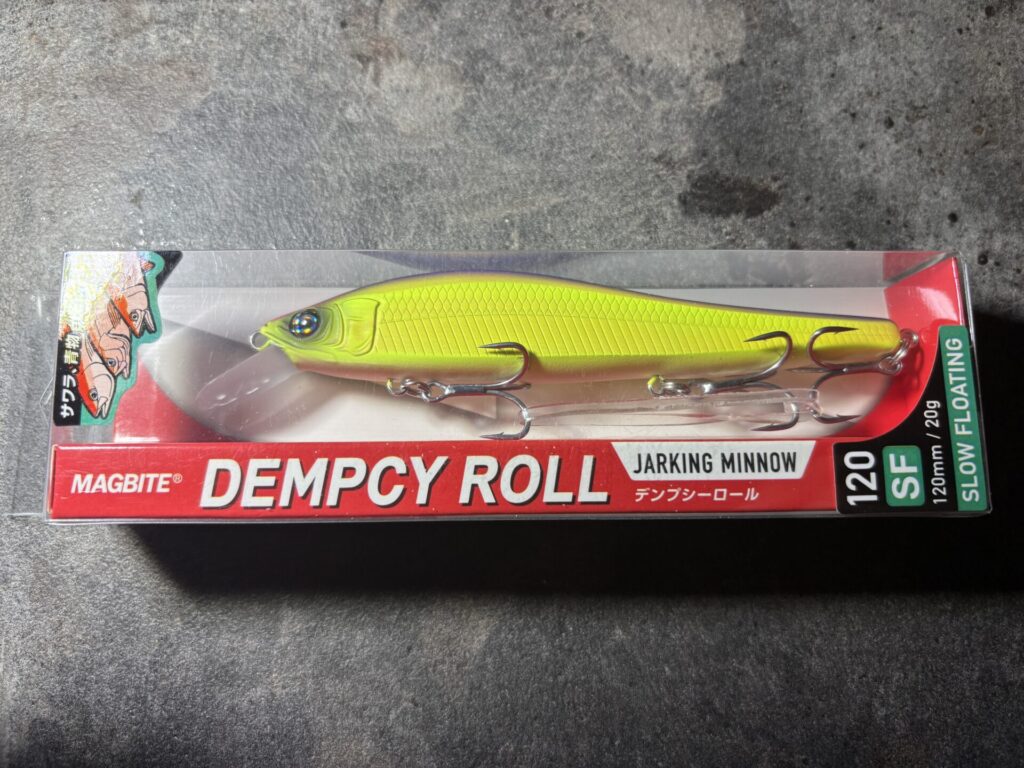 サワラ、青物
MAGBITE®
DEMPCY ROLL
JARKING MINNOW
デンプシーロール
120
SF
120mm / 20g
SLOW FLOATING